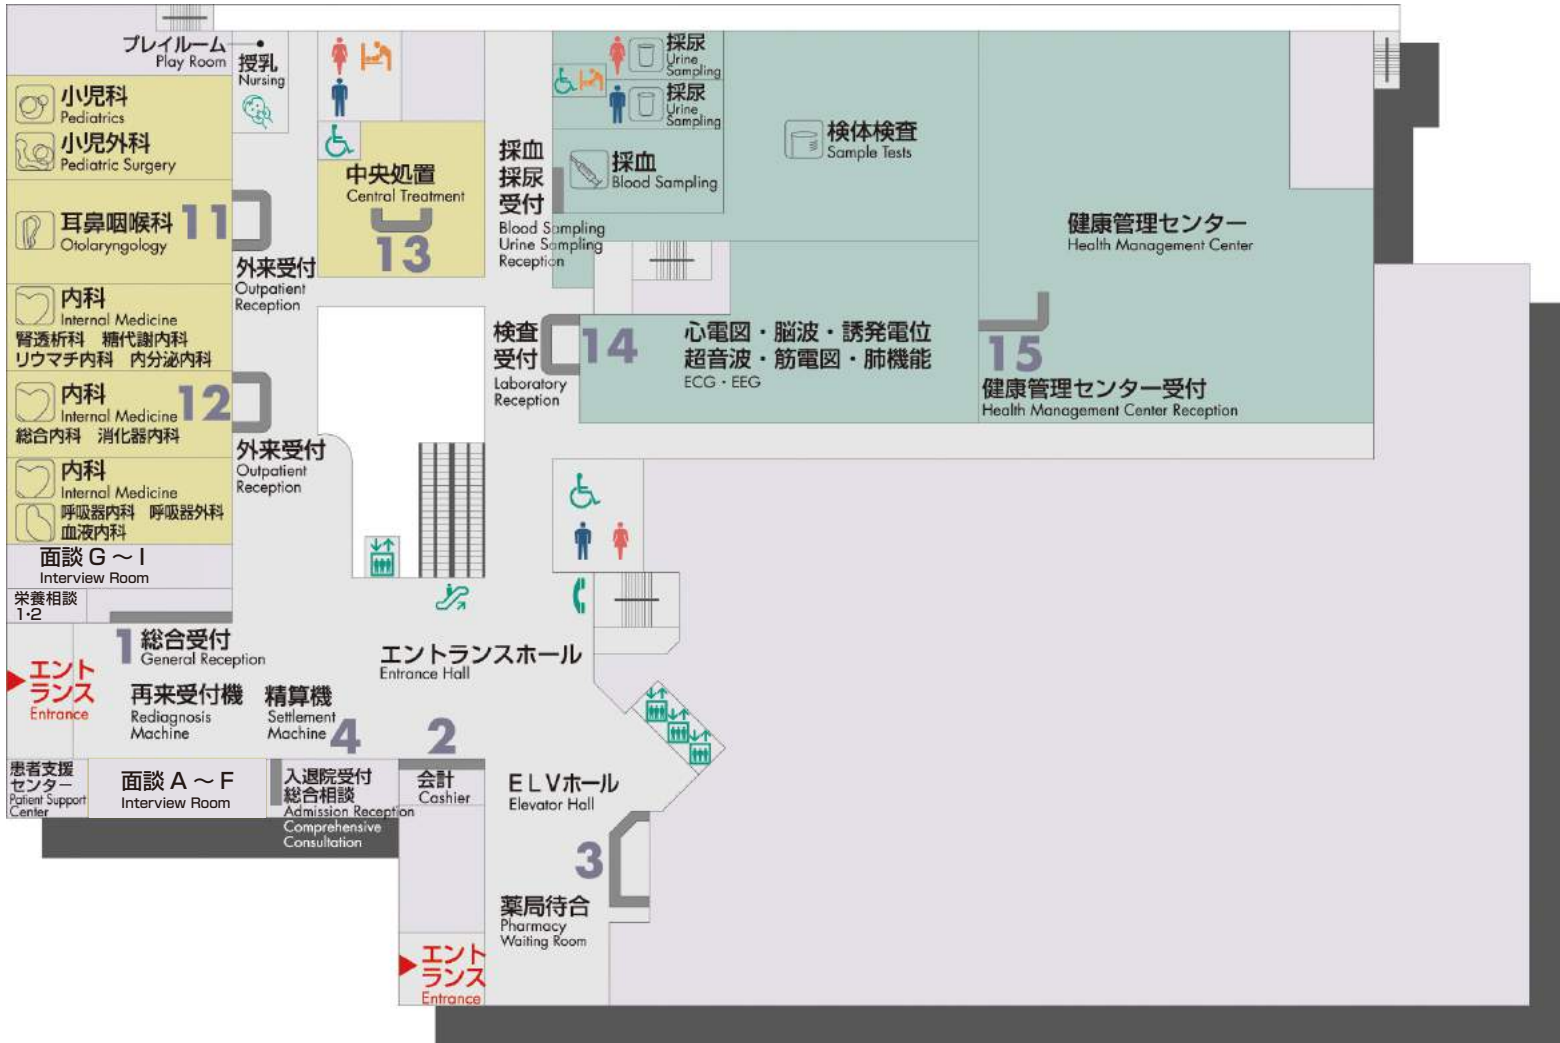 プレイルーム
Play Room
授乳
Nursing
小児科
Pediatrics
小児外科
Pediatric Surgery
耳鼻咽喉科
Otolaryngology
11
外来受付
Outpatient
Reception
中央処置
Central Treatment
13
採血
採尿
受付
Blood Sampling
Urine Sampling
Reception
採尿
Urine
Sampling
採尿
Urine
Sampling
採血
Blood Sampling
検体検査
Sample Tests
健康管理センター
Health Management Center
内科
Internal Medicine
腎透析科 糖代謝内科
リウマチ内科 内分泌内科
内科
Internal Medicine
総合内科 消化器内科
12
外来受付
Outpatient
Reception
内科
Internal Medicine
呼吸器内科 呼吸器外科
血液内科
検査
受付
Laboratory
Reception
14
心電図・脳波・誘発電位
超音波・筋電図・肺機能
ECG・EEG
15
健康管理センター受付
Health Management Center Reception
面談 G ～ I
Interview Room
栄養相談
1・2
1
総合受付
General Reception
エント
ランス
Entrance
再来受付機
Rediagnosis
Machine
精算機
Settlement
Machine
4
エントランスホール
Entrance Hall
2
患者支援
センター
Patient Support
Center
面談 A ～ F
Interview Room
入退院受付
総合相談
Admission Reception
Comprehensive
Consultation
会計
Cashier
ＥＬＶホール
Elevator Hall
3
薬局待合
Pharmacy
Waiting Room
エント
ランス
Entrance